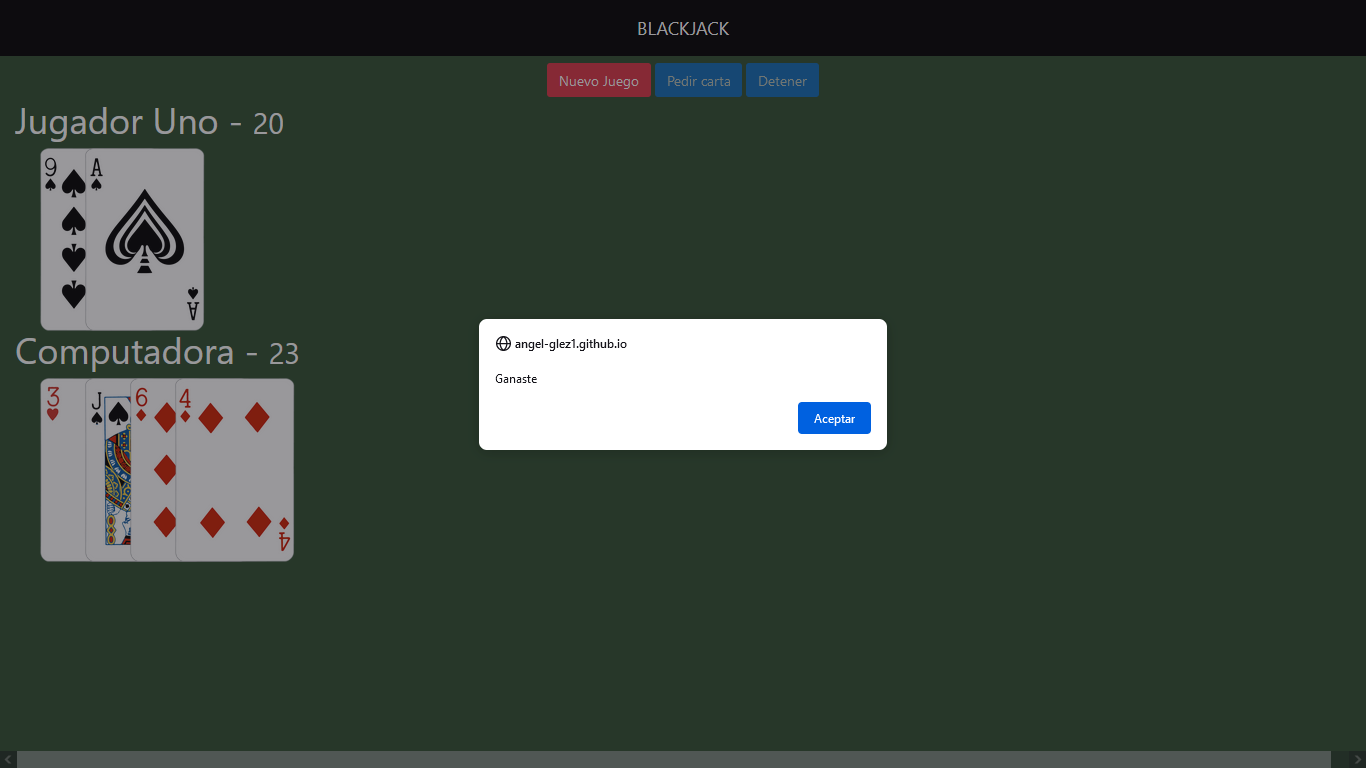 BLACKJACK
Nuevo Juego Pedir carta Detener
Jugador Uno - 20
9 A
A
Computadora - 23
3 J 6 4
4
angel-glez1.github.io
Ganaste
Aceptar